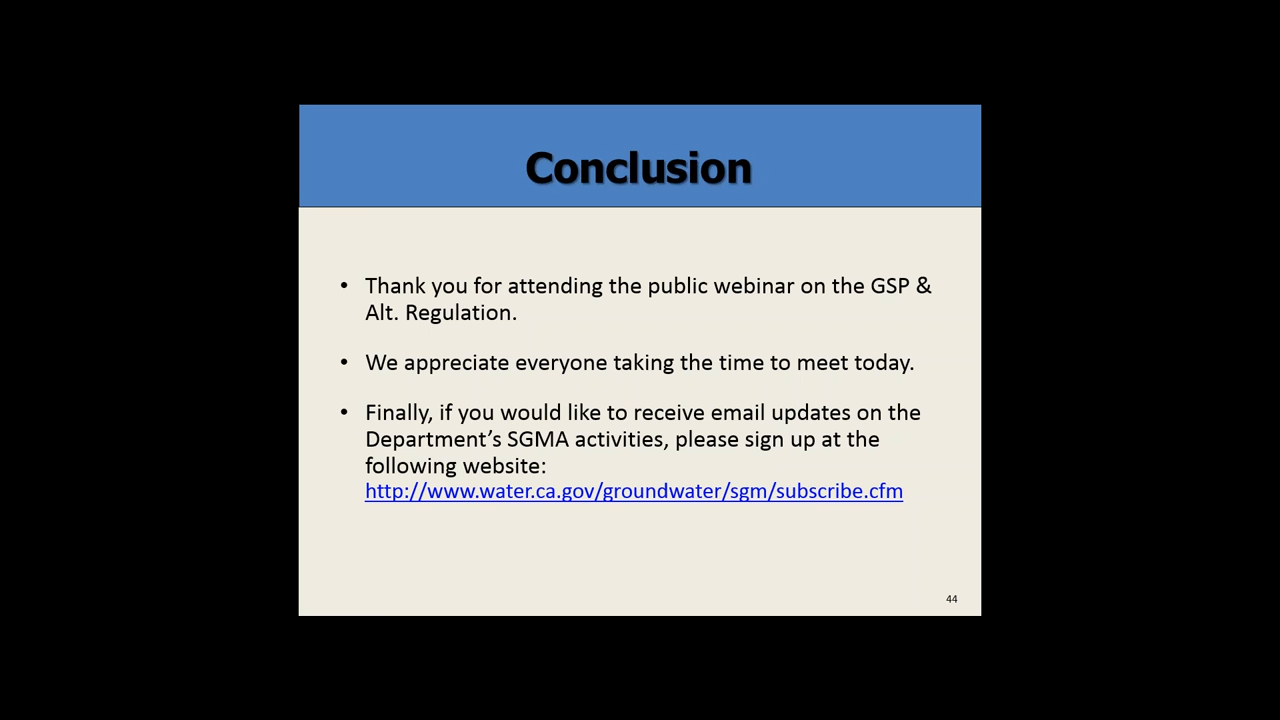 Conclusion
• Thank you for attending the public webinar on the GSP &
Alt. Regulation.
• We appreciate everyone taking the time to meet today.
• Finally, if you would like to receive email updates on the
Department’s SGMA activities, please sign up at the
following website:
http://www.water.ca.gov/groundwater/sgm/subscribe.cfm
44